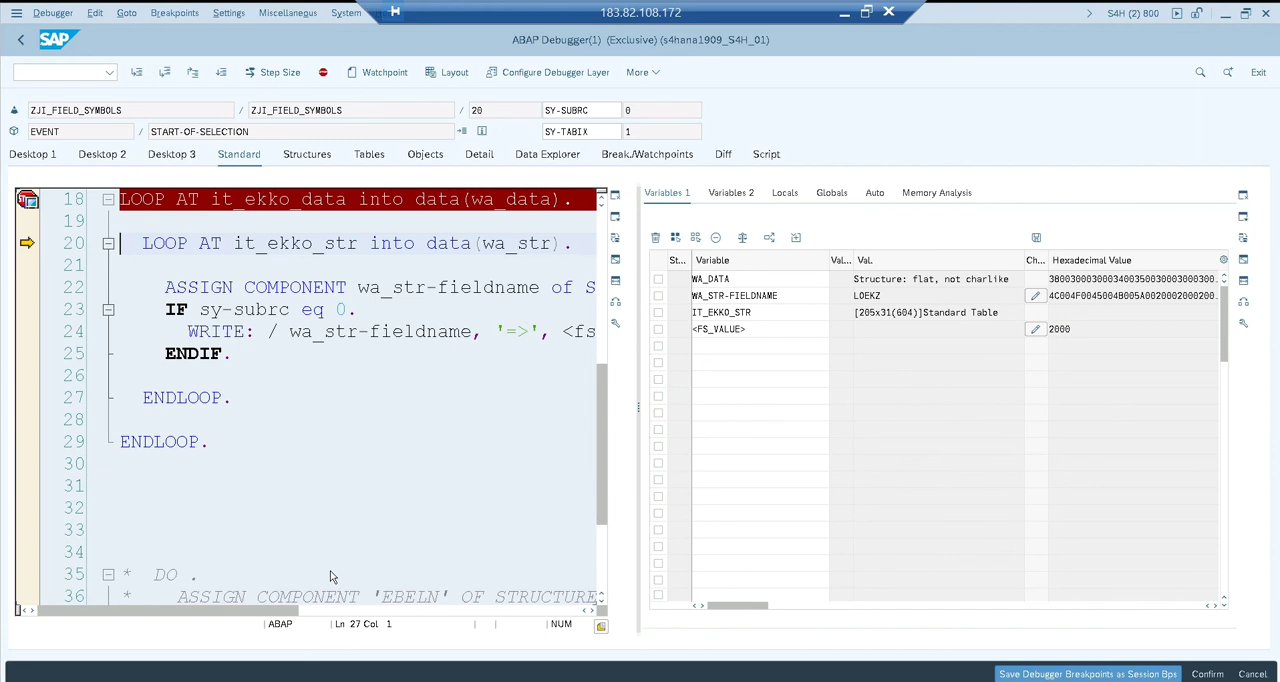 Debugger Edit Goto Breakpoints Settings Miscellaneous System
183.82.108.172
S4H (2) 800
SAP
ABAP Debugger(1) (Exclusive) (s4hana1909_S4H_01)
Step Size Watchpoint Layout Configure Debugger Layer More Exit
ZJI_FIELD_SYMBOLS / ZJI_FIELD_SYMBOLS / 20 SY-SUBRC 0
EVENT / START-OF-SELECTION SY-TABIX 1
Desktop 1 Desktop 2 Desktop 3 Standard Structures Tables Objects Detail Data Explorer Break./Watchpoints Diff Script
18 LOOP AT it_ekko_data into data(wa_data).
19
20 LOOP AT it_ekko_str into data(wa_str).
21
22 ASSIGN COMPONENT wa_str-fieldname of S
23 IF sy-subrc eq 0.
24 WRITE: / wa_str-fieldname, '=>', <fs
25 ENDIF.
26
27 ENDLOOP.
28
29 ENDLOOP.
30
31
32
33
34
35 * DO .
36 * ASSIGN COMPONENT 'EBELN' OF STRUCTURE
ABAP Ln 27 Col 1 NUM
Variables 1 Variables 2 Locals Globals Auto Memory Analysis
St... Variable Val... Val. Ch... Hexadecimal Value
WA_DATA Structure: flat, not charlike 3800300030003400350030003000300...
WA_STR-FIELDNAME LOEKZ 4C004F0045004B005A0020002000200...
IT_EKKO_STR [205x31(604)]Standard Table
<FS_VALUE> 2000
Save Debugger Breakpoints as Session Bps Confirm Cancel